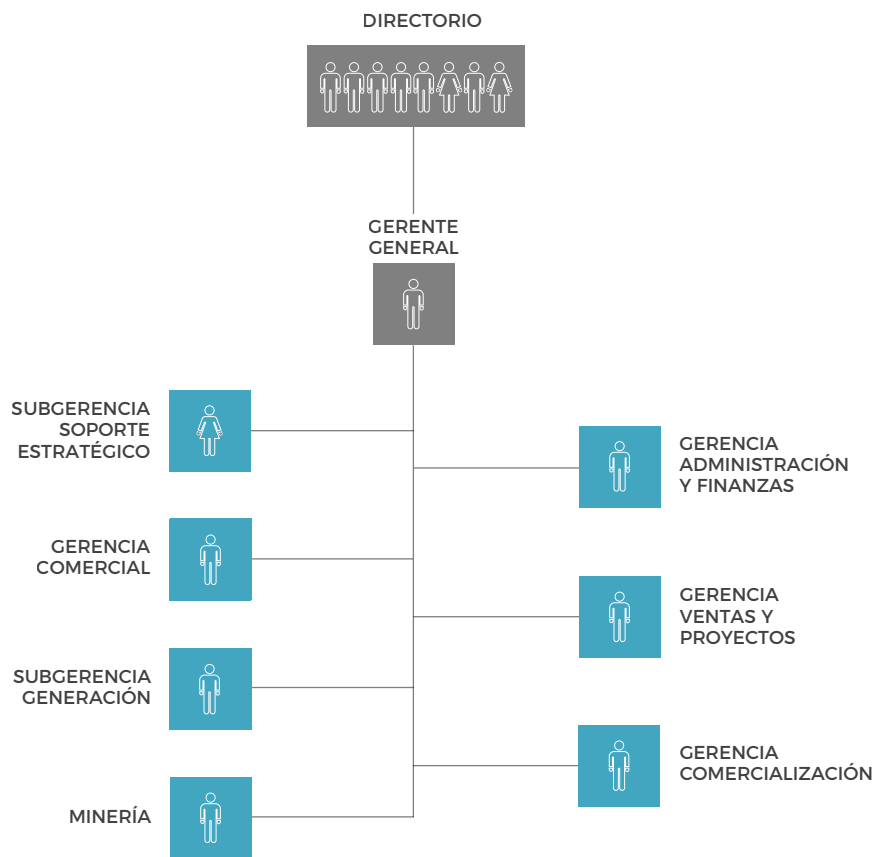 DIRECTORIO
GERENTE
GENERAL
SUBGERENCIA
SOPORTE
ESTRATÉGICO
GERENCIA
ADMINISTRACIÓN
Y FINANZAS
GERENCIA
COMERCIAL
GERENCIA
VENTAS Y
PROYECTOS
SUBGERENCIA
GENERACIÓN
GERENCIA
COMERCIALIZACIÓN
MINERÍA